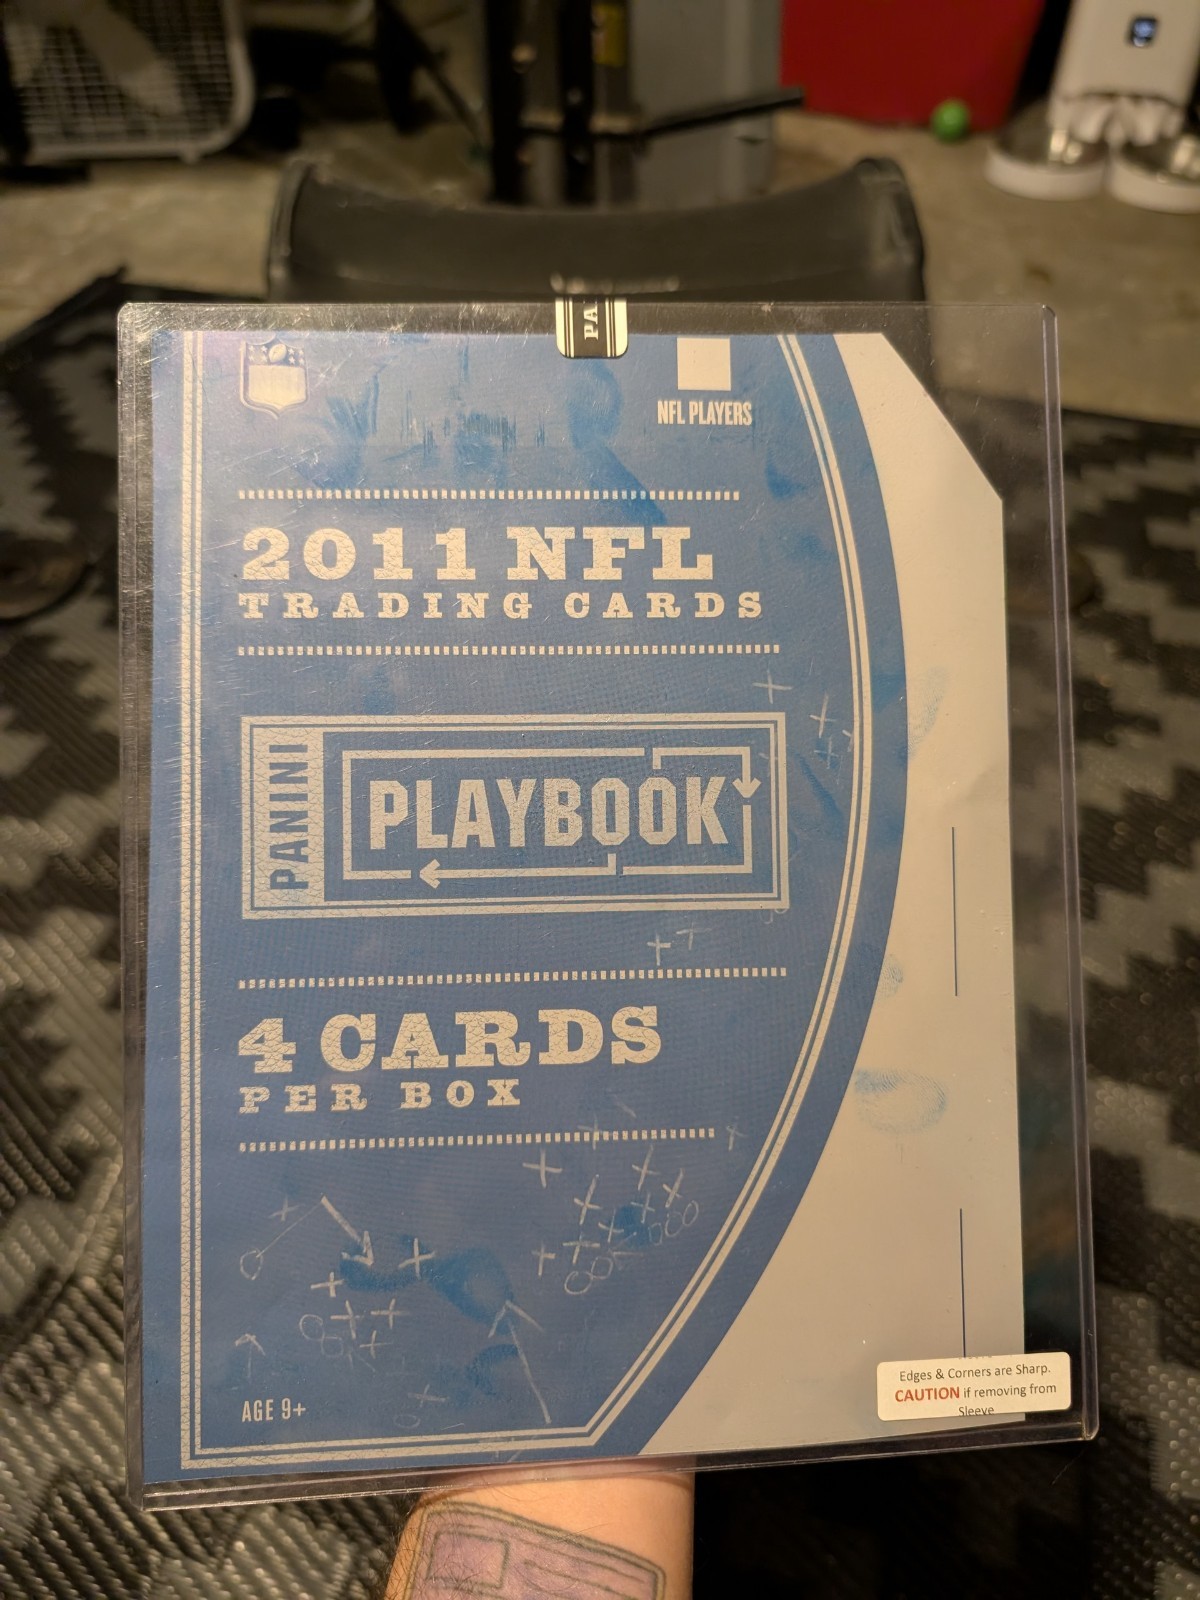 PA
NFL PLAYERS
2011 NFL
TRADING CARDS
PANINI
PLAYBOOK
4 CARDS
PER BOX
AGE 9+
Edges & Corners are Sharp.
CAUTION if removing from
Sleeve